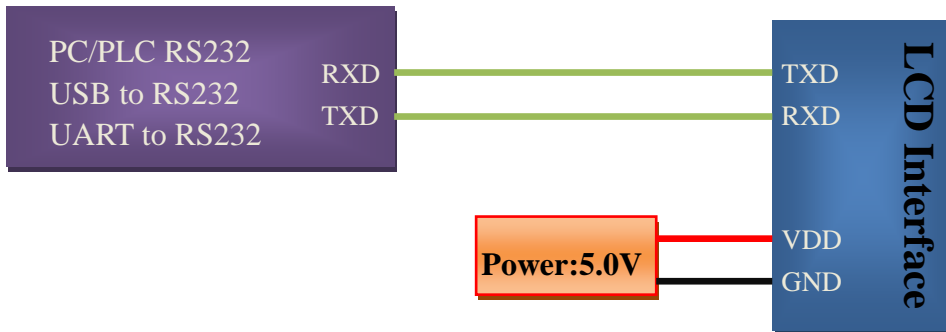 PC/PLC RS232
USB to RS232
UART to RS232
RXD
TXD
TXD
RXD
VDD
GND
LCD Interface
Power:5.0V